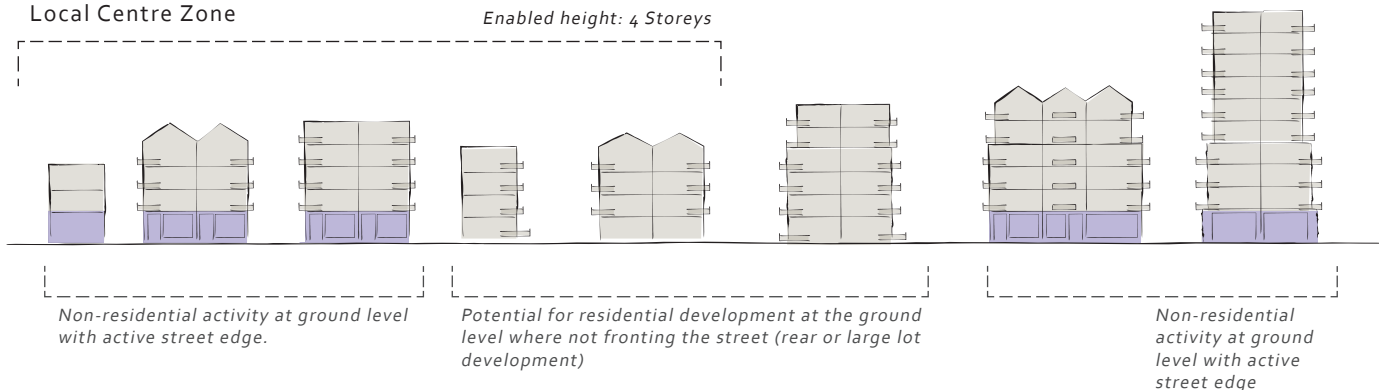 Local Centre Zone
Enabled height: 4 Storeys
Non-residential activity at ground level
with active street edge.
Potential for residential development at the ground
level where not fronting the street (rear or large lot
development)
Non-residential
activity at ground
level with active
street edge